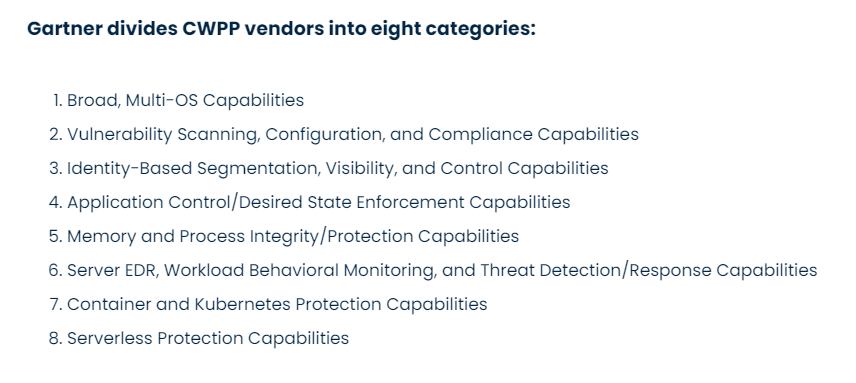 Gartner divides CWPP vendors into eight categories:
1. Broad, Multi-OS Capabilities
2. Vulnerability Scanning, Configuration, and Compliance Capabilities
3. Identity-Based Segmentation, Visibility, and Control Capabilities
4. Application Control/Desired State Enforcement Capabilities
5. Memory and Process Integrity/Protection Capabilities
6. Server EDR, Workload Behavioral Monitoring, and Threat Detection/Response Capabilities
7. Container and Kubernetes Protection Capabilities
8. Serverless Protection Capabilities